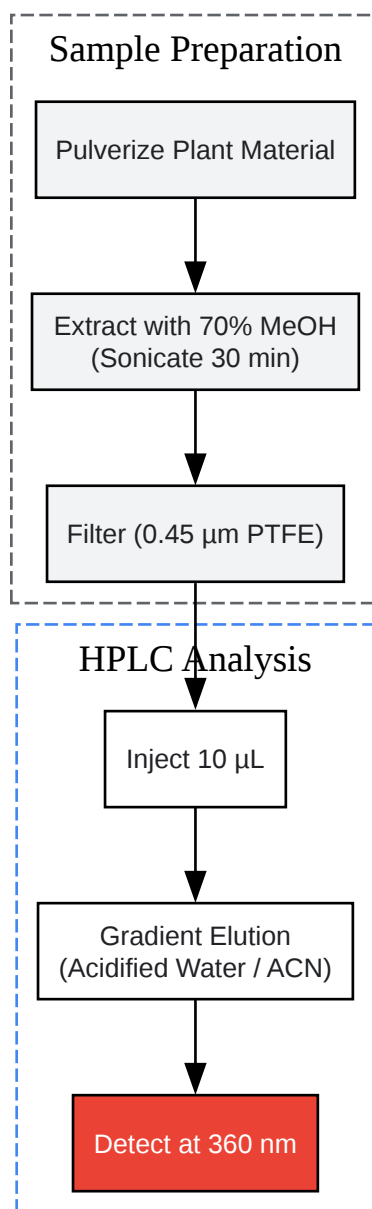 Sample Preparation
Pulverize Plant Material
Extract with 70% MeOH
(Sonicate 30 min)
Filter (0.45 µm PTFE)
HPLC Analysis
Inject 10 µL
Gradient Elution
(Acidified Water / ACN)
Detect at 360 nm